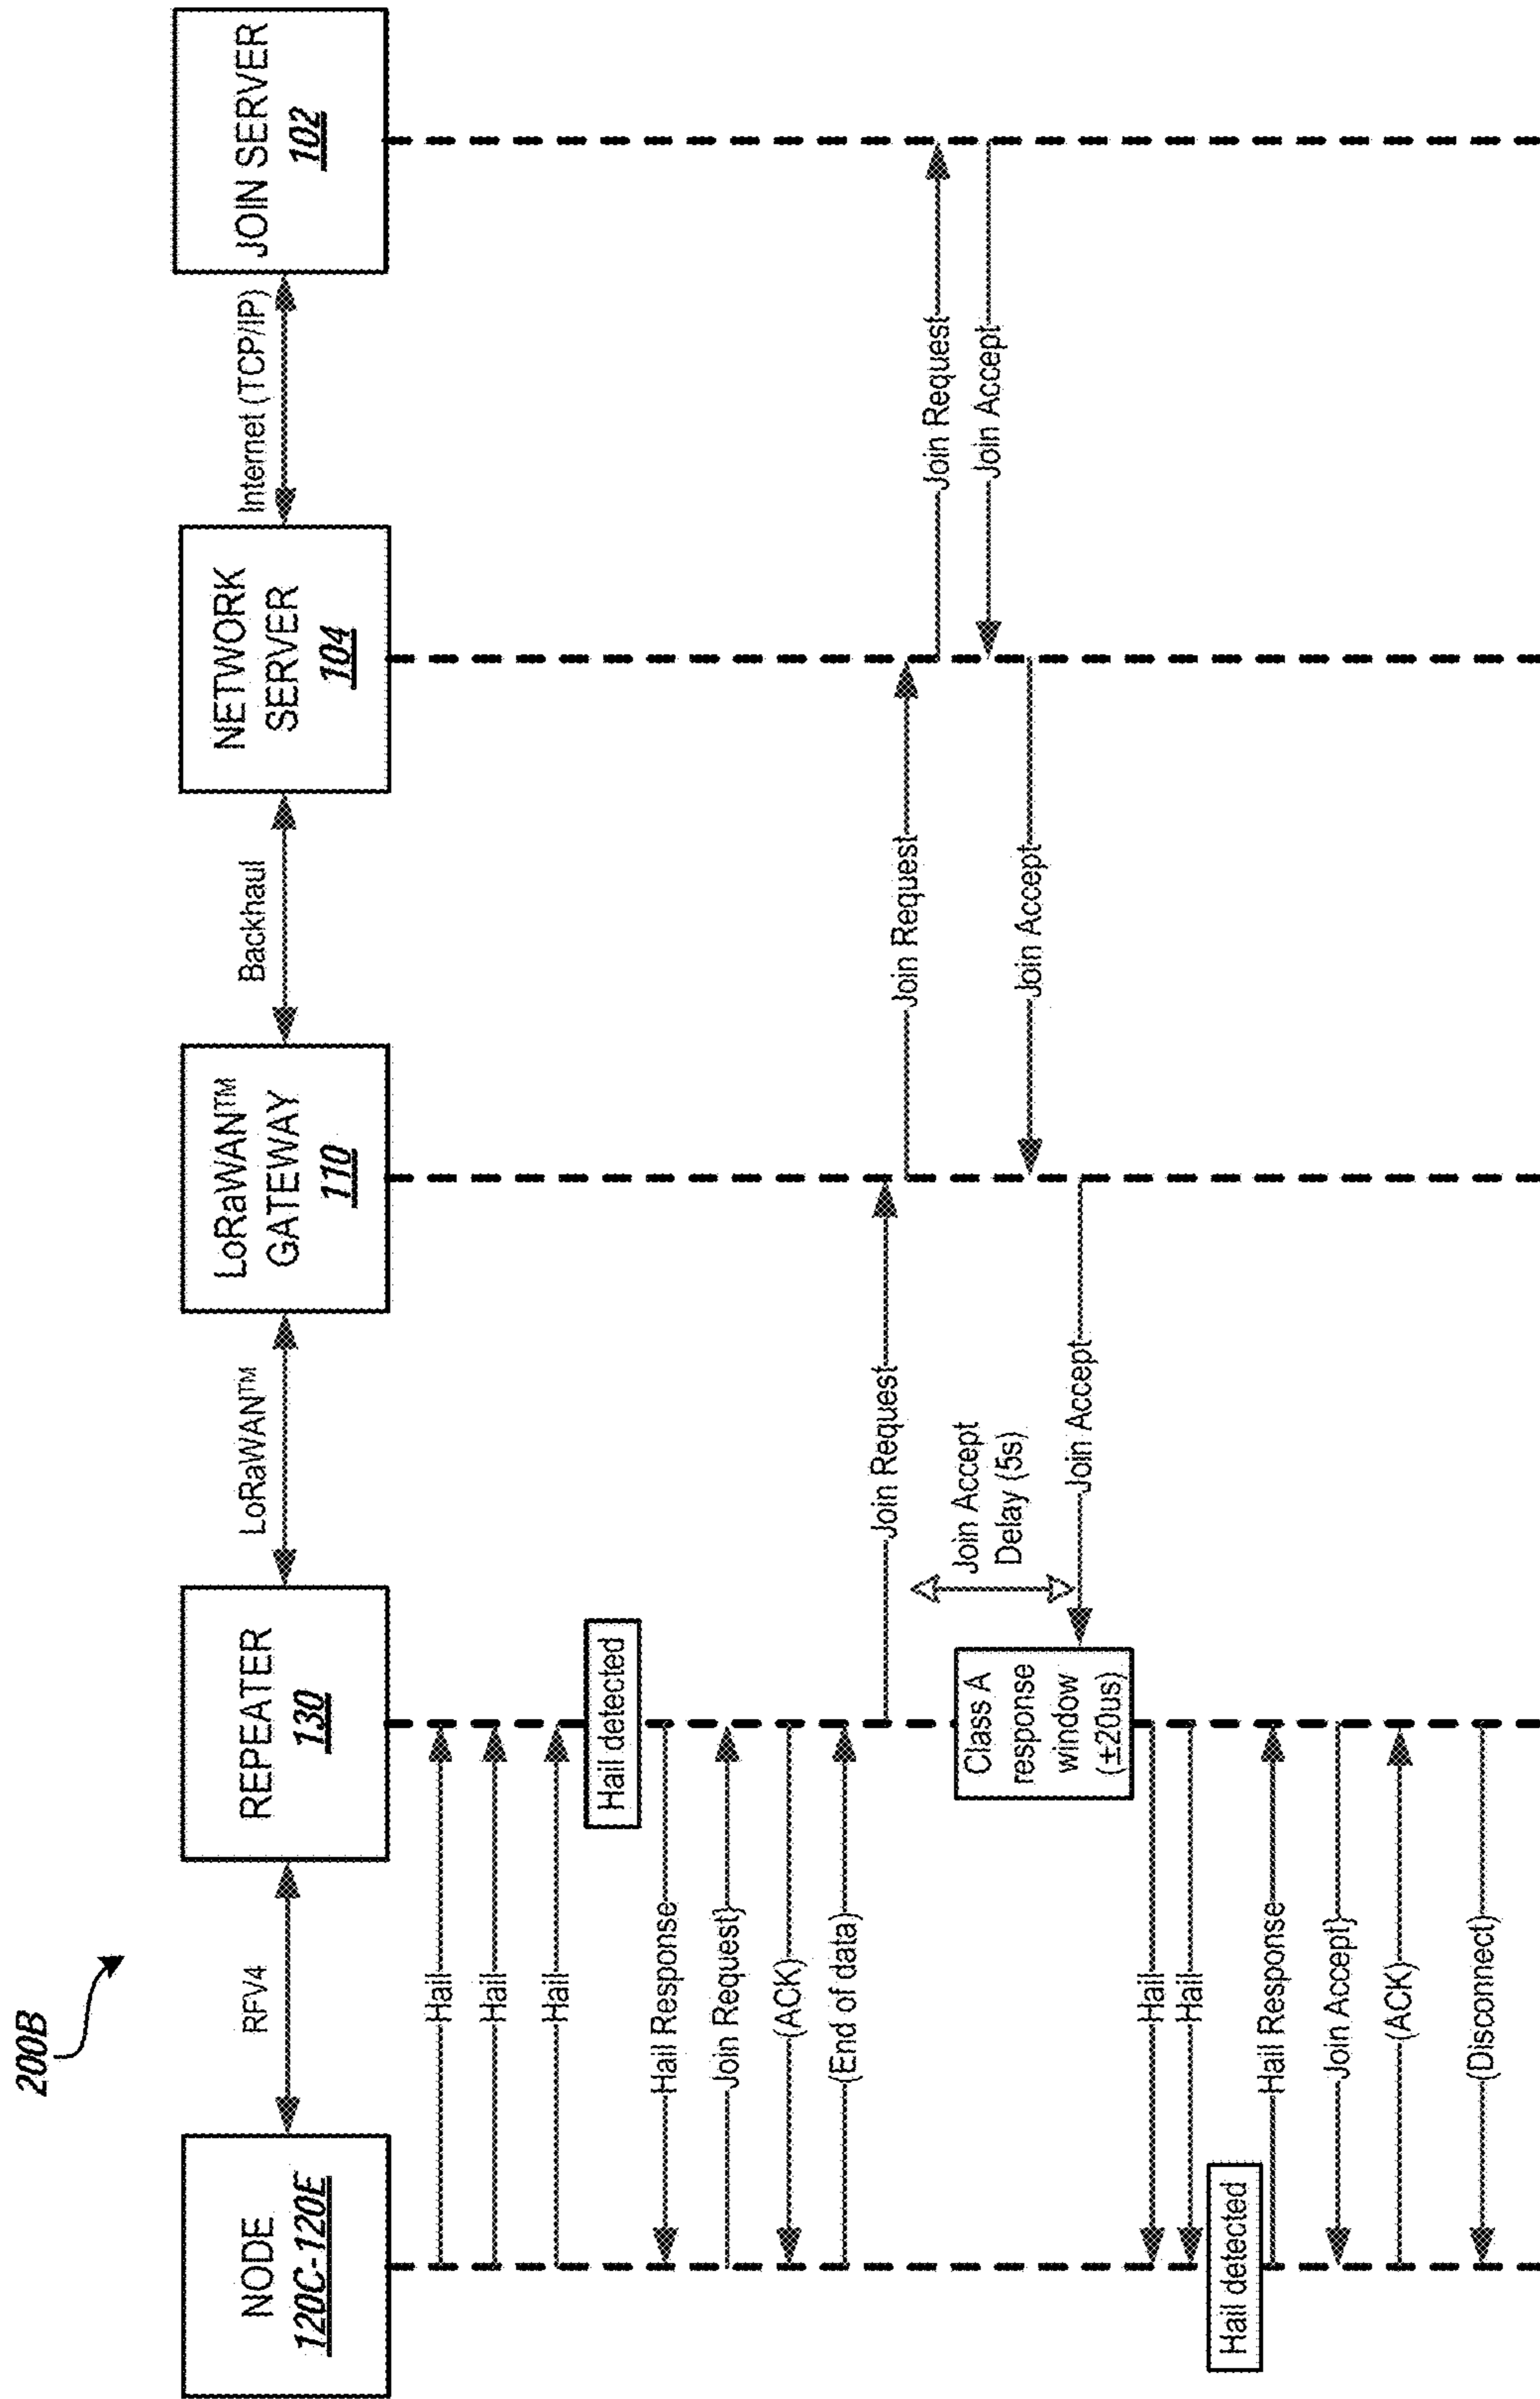 200B
NODE
120C-120E
RFV4
REPEATER
130
LoRaWAN™
LoRaWAN™
GATEWAY
110
Backhaul
NETWORK
SERVER
104
Internet (TCP/IP)
JOIN SERVER
102
Hail
Hail
Hail
Hail detected
Hail Response
Join Request}
(ACK)
(End of data)
Join Request
Join Request
Join Request
Join Accept
Join Accept
Join Accept
Delay (5s)
Join Accept
Class A
response
window
(±20us)
Hail
Hail
Hail detected
Hail Response
Join Accept}
(ACK)
(Disconnect)